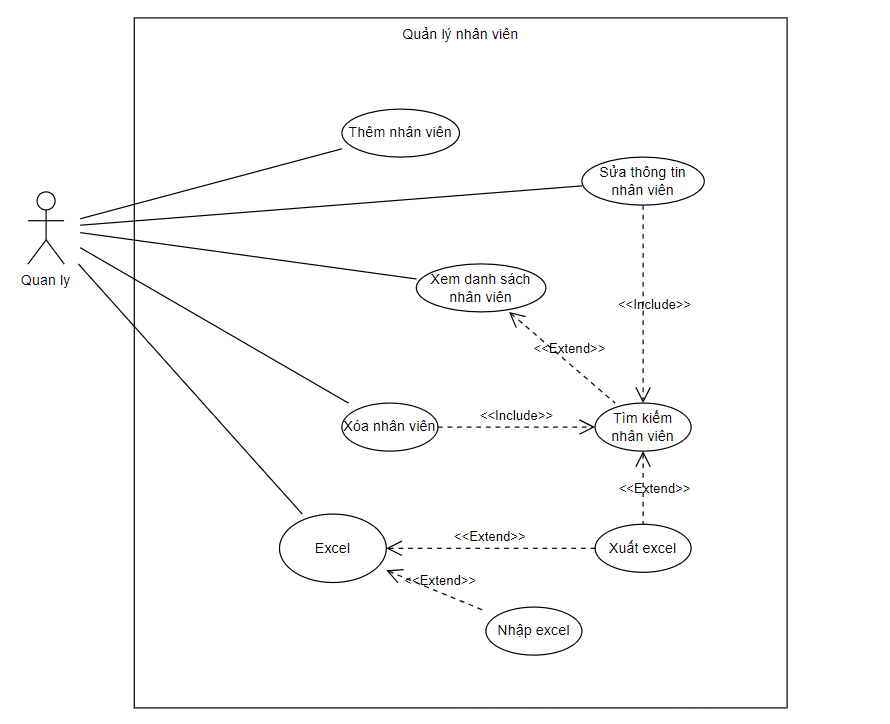 Quản lý nhân viên
Thêm nhân viên
Sửa thông tin
nhân viên
Quan ly
Xem danh sách
nhân viên
<<Include>>
<<Extend>>
Xóa nhân viên
<<Include>>
Tìm kiếm
nhân viên
<<Extend>>
Excel
<<Extend>>
Xuất excel
<<Extend>>
Nhập excel